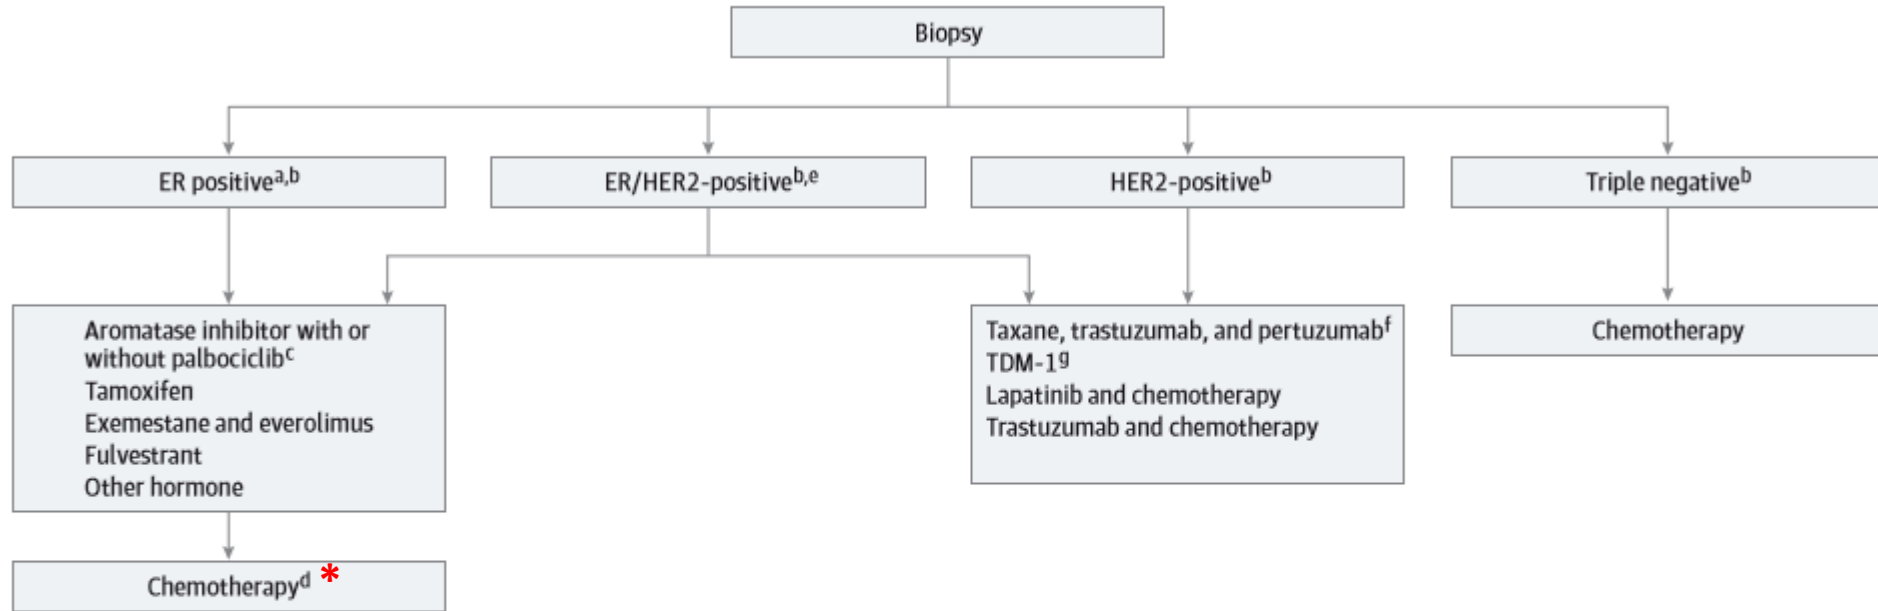 Biopsy
ER positivea,b
ER/HER2-positiveb,e
HER2-positiveb
Triple negativeb
Aromatase inhibitor with or
without palbociclibc
Tamoxifen
Exemestane and everolimus
Fulvestrant
Other hormone
Taxane, trastuzumab, and pertuzumabf
TDM-1g
Lapatinib and chemotherapy
Trastuzumab and chemotherapy
Chemotherapy
Chemotherapyd *